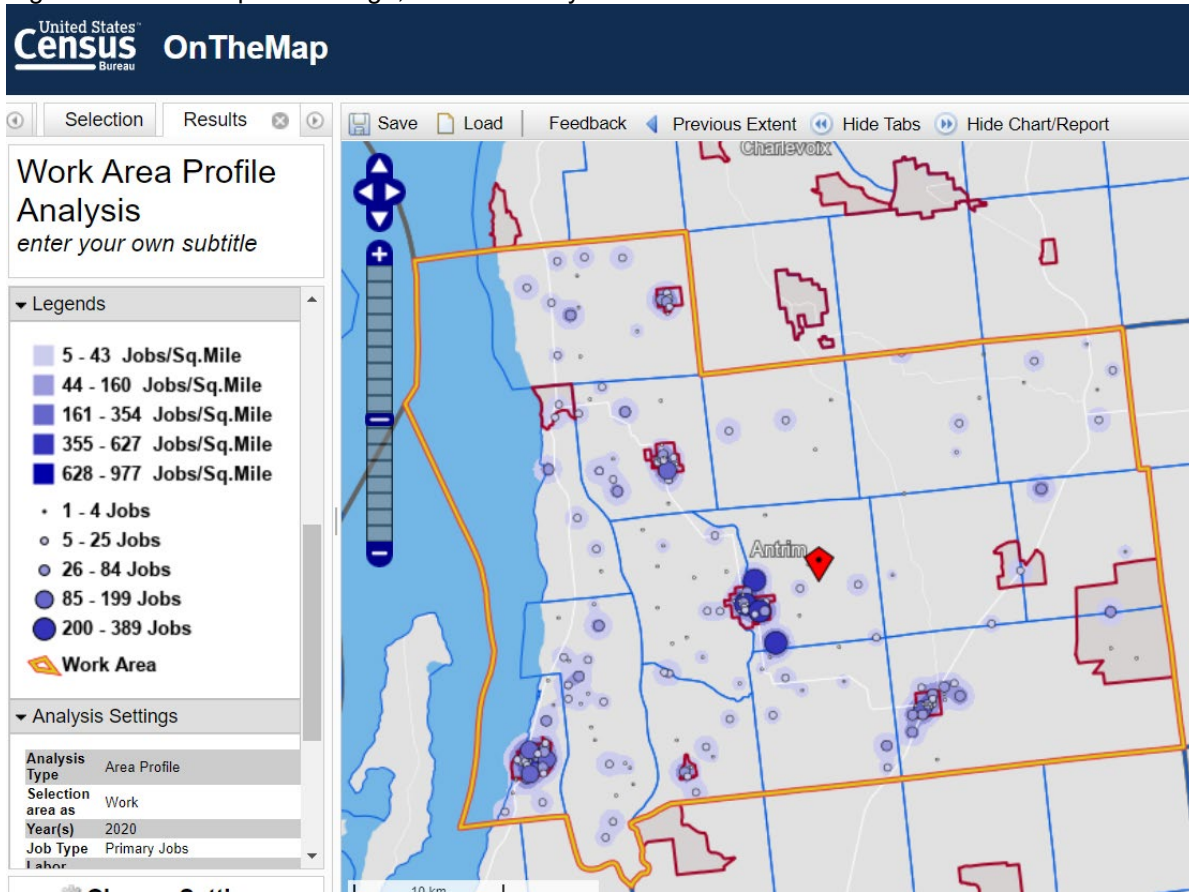 United States™
Census
Bureau
OnTheMap
Selection
Results
Save
Load
Feedback
Previous Extent
Hide Tabs
Hide Chart/Report
Work Area Profile
Analysis
enter your own subtitle
Legends
5 - 43 Jobs/Sq.Mile
44 - 160 Jobs/Sq.Mile
161 - 354 Jobs/Sq.Mile
355 - 627 Jobs/Sq.Mile
628 - 977 Jobs/Sq.Mile
1 - 4 Jobs
5 - 25 Jobs
26 - 84 Jobs
85 - 199 Jobs
200 - 389 Jobs
Work Area
Analysis Settings
Analysis
Type
Area Profile
Selection
area as
Work
Year(s) 2020
Job Type Primary Jobs
Labor
Charlevoix
Antrim
10 km